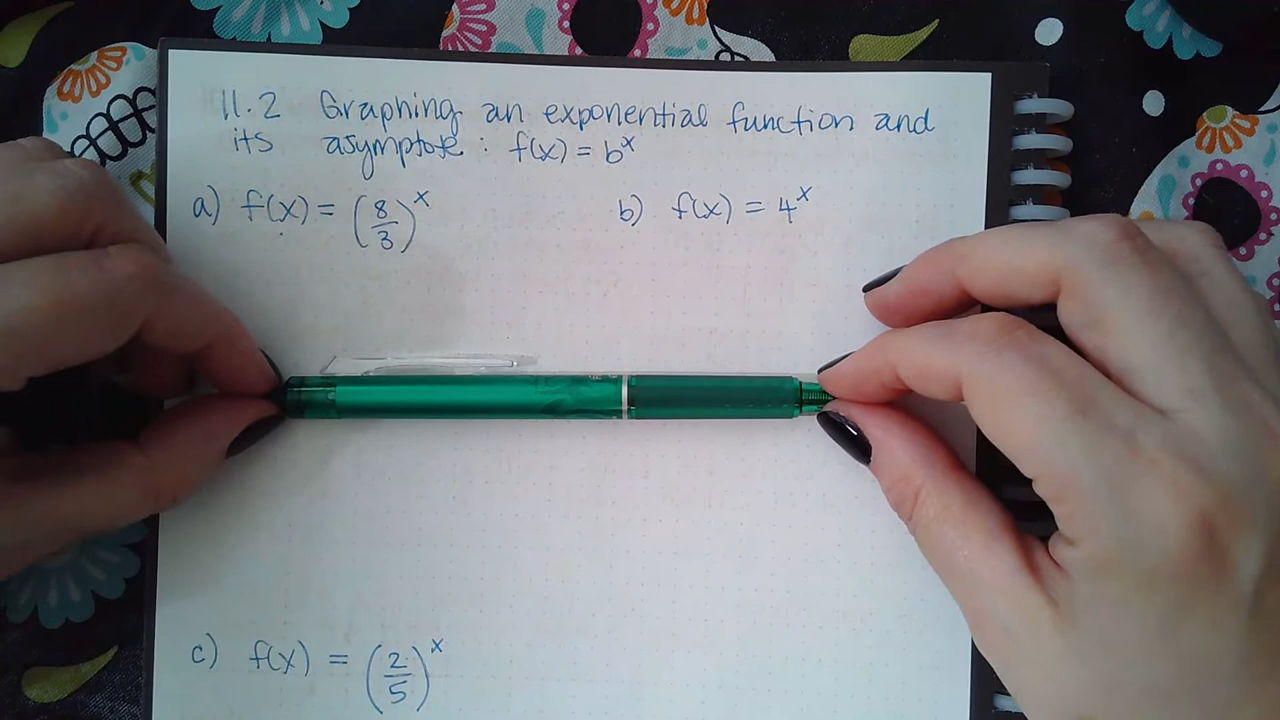 11.2 Graphing an exponential function and
its asymptote : f(x) = b^x
a) f(x) = (8/3)^x
b) f(x) = 4^x
c) f(x) = (2/5)^x